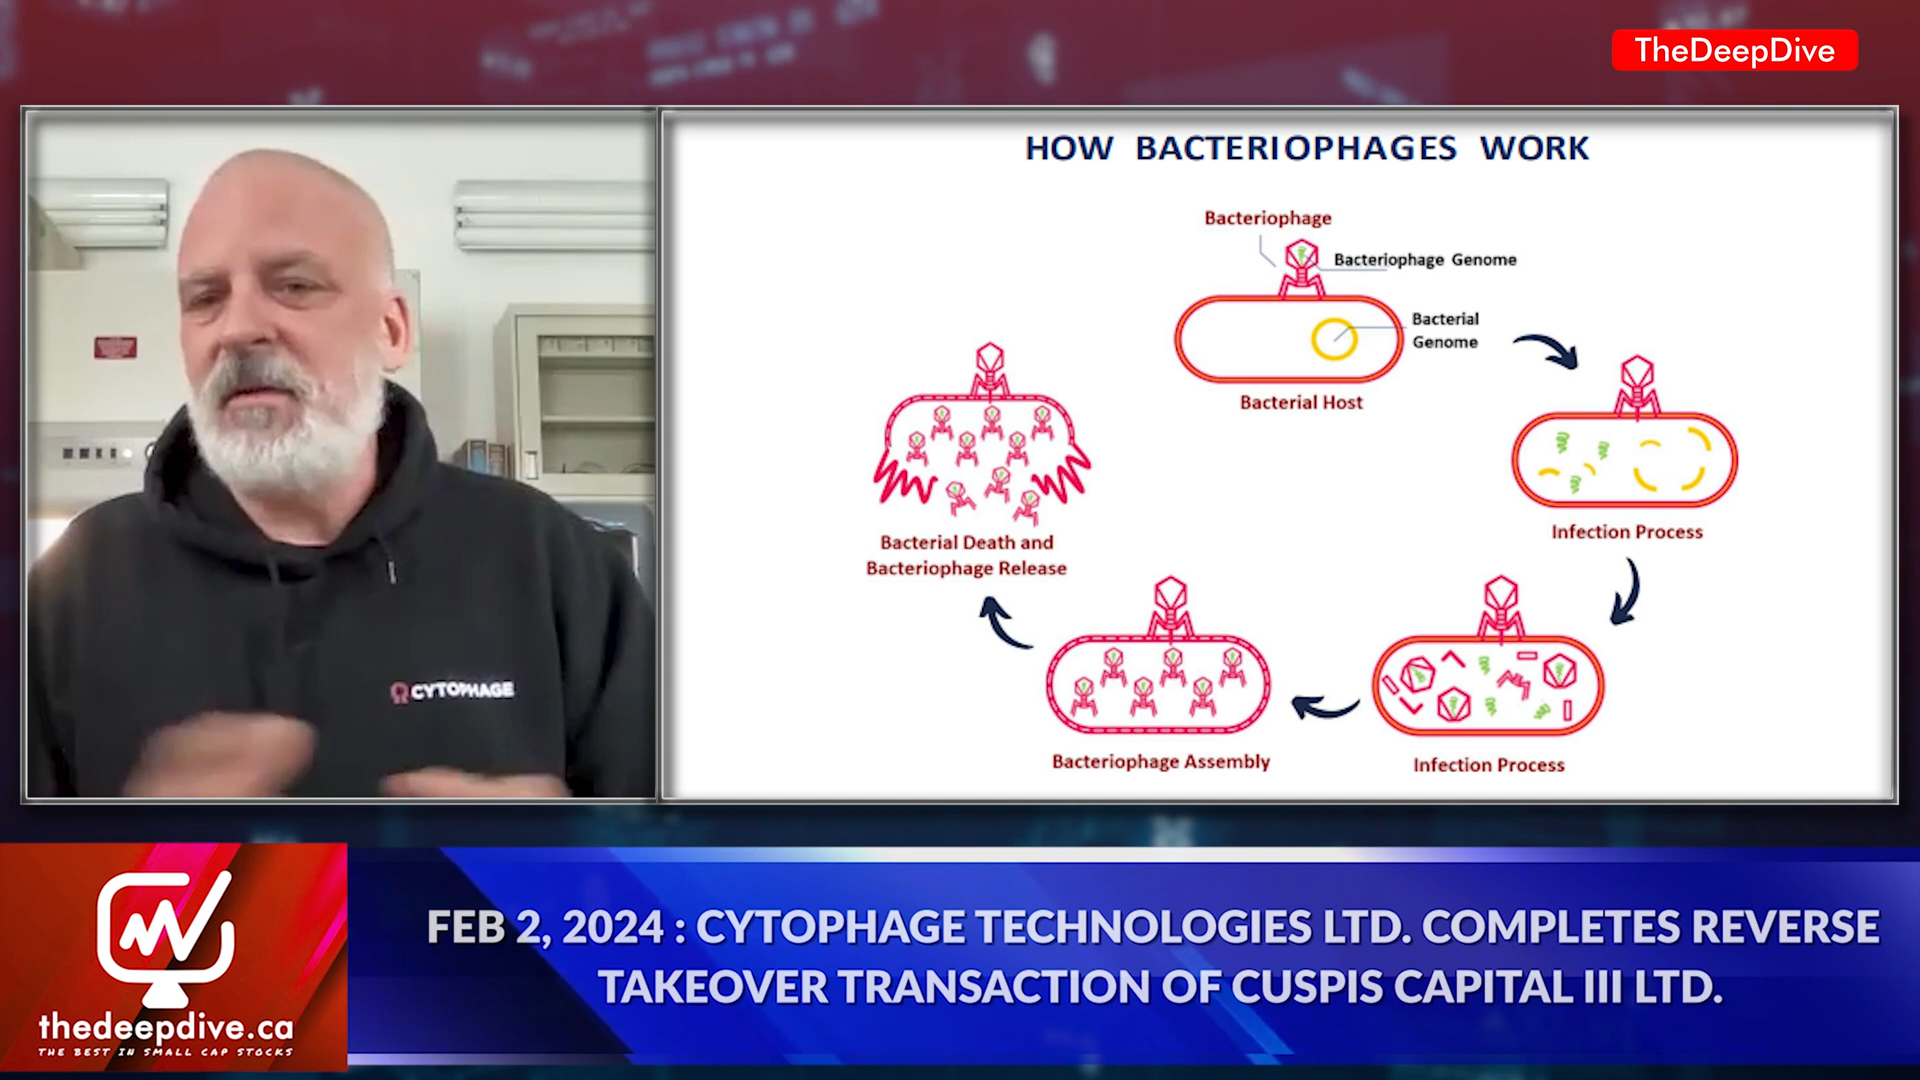 TheDeepDive
HOW BACTERIOPHAGES WORK
Bacteriophage
Bacteriophage Genome
Bacterial
Genome
Bacterial Host
Infection Process
Infection Process
Bacteriophage Assembly
Bacterial Death and
Bacteriophage Release
CYTOPHAGE
FEB 2, 2024 : CYTOPHAGE TECHNOLOGIES LTD. COMPLETES REVERSE
TAKEOVER TRANSACTION OF CUSPIS CAPITAL III LTD.
thedeepdive.ca
THE BEST IN SMALL CAP STOCKS